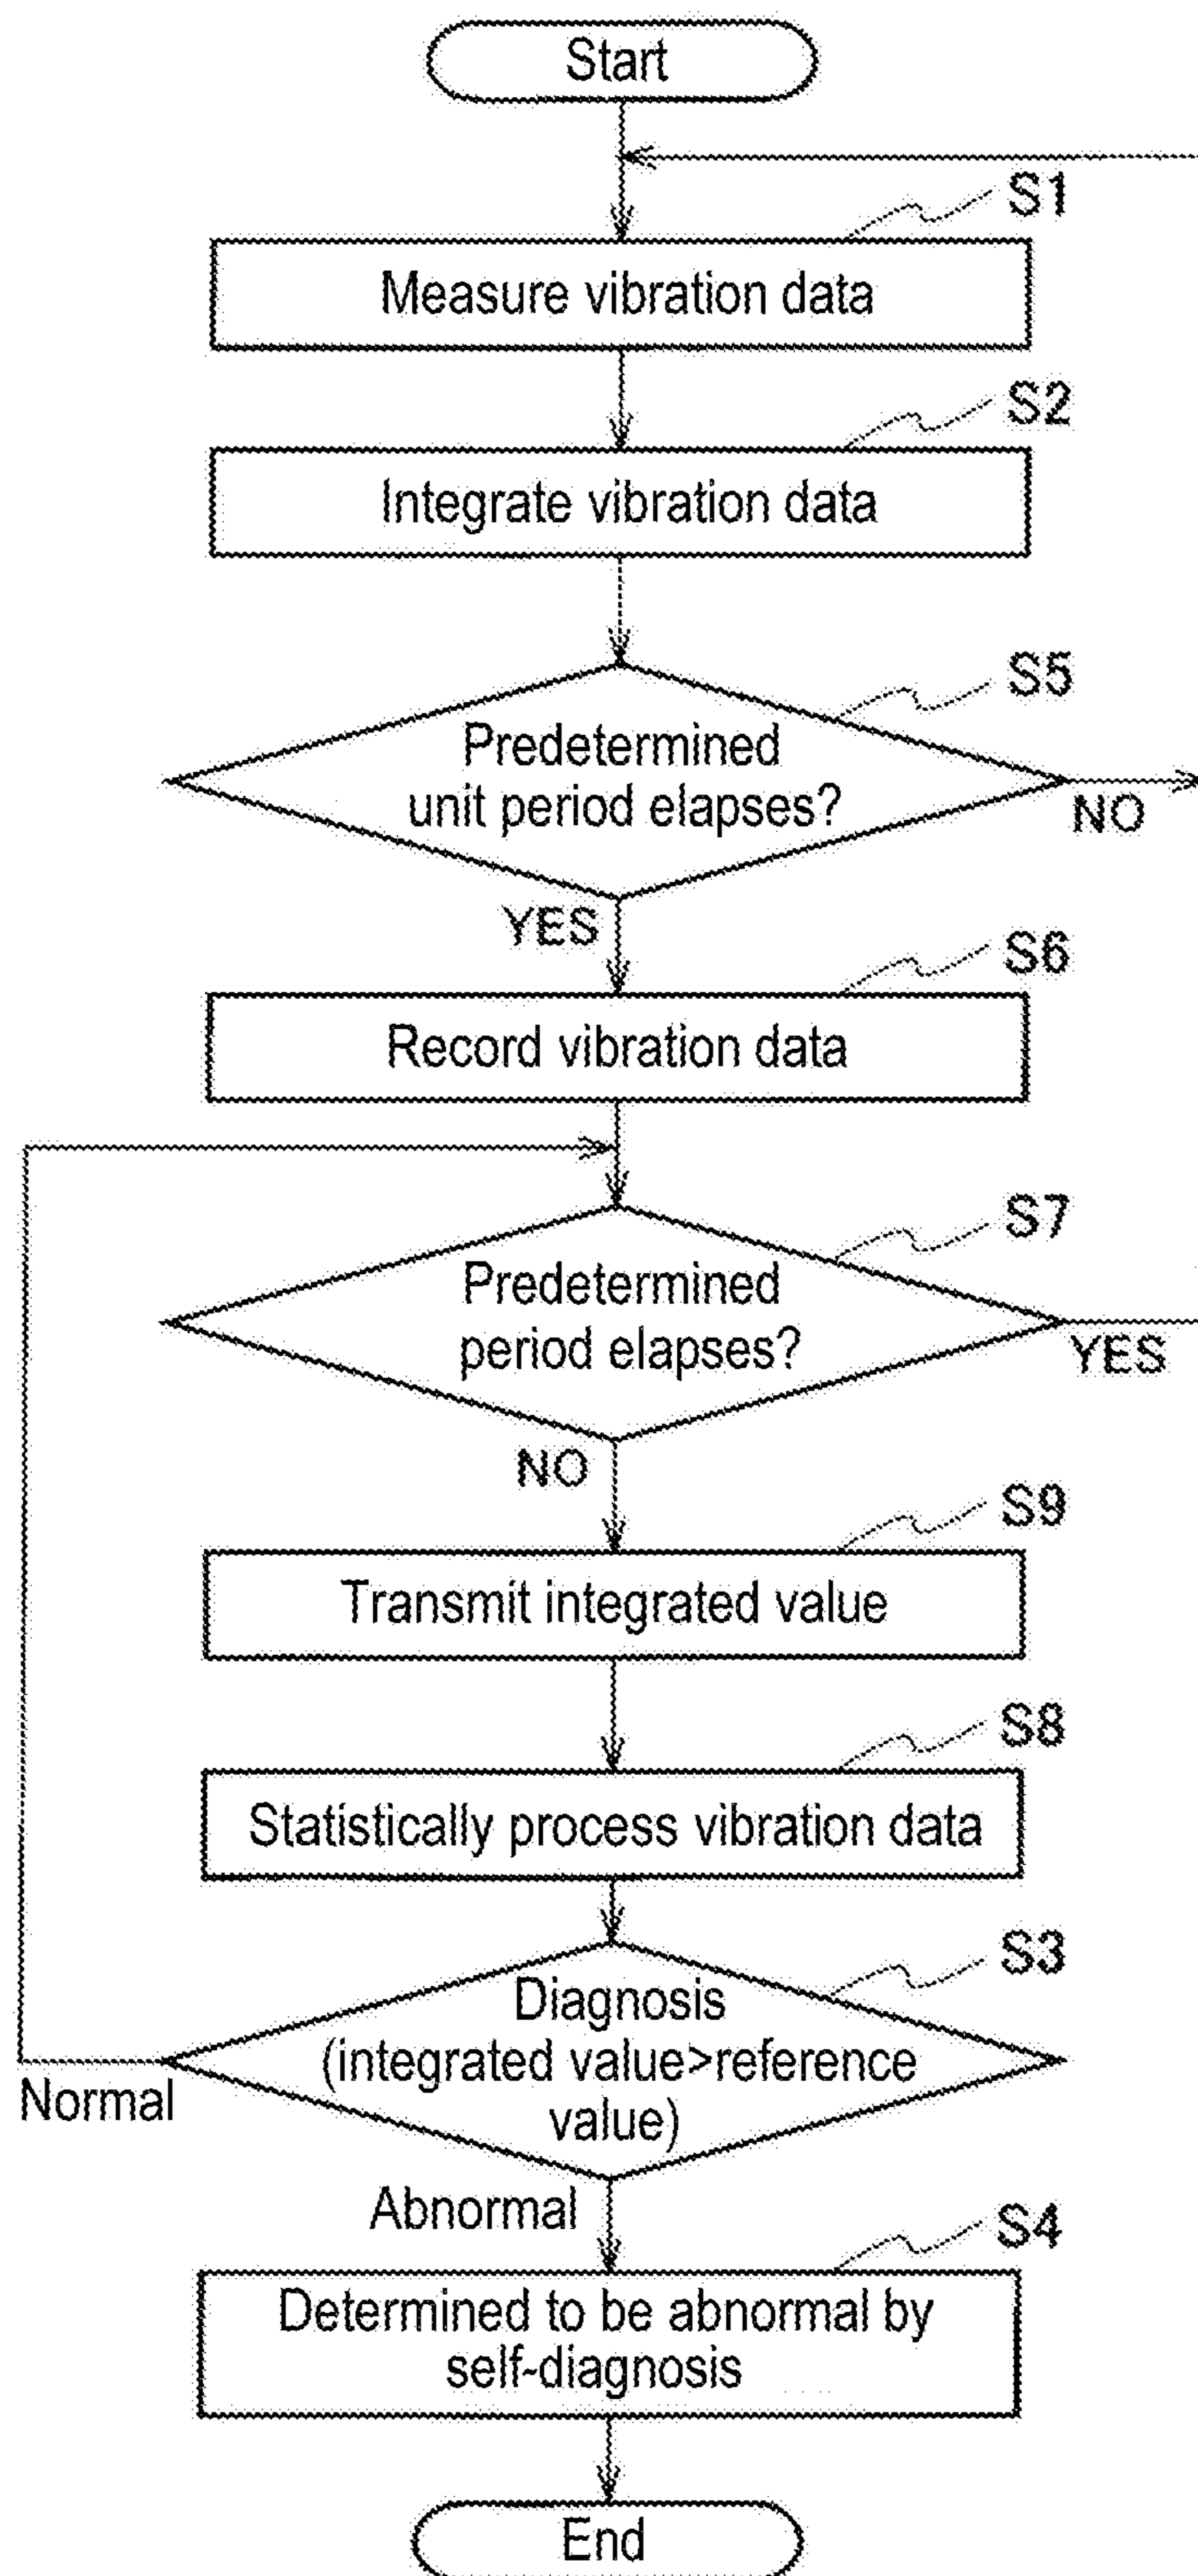 Start
S1
Measure vibration data
S2
Integrate vibration data
S5
Predetermined
unit period elapses?
NO
YES
S6
Record vibration data
S7
Predetermined
period elapses?
YES
NO
S9
Transmit integrated value
S8
Statistically process vibration data
S3
Diagnosis
(integrated value>reference
value)
Normal
Abnormal
S4
Determined to be abnormal by
self-diagnosis
End